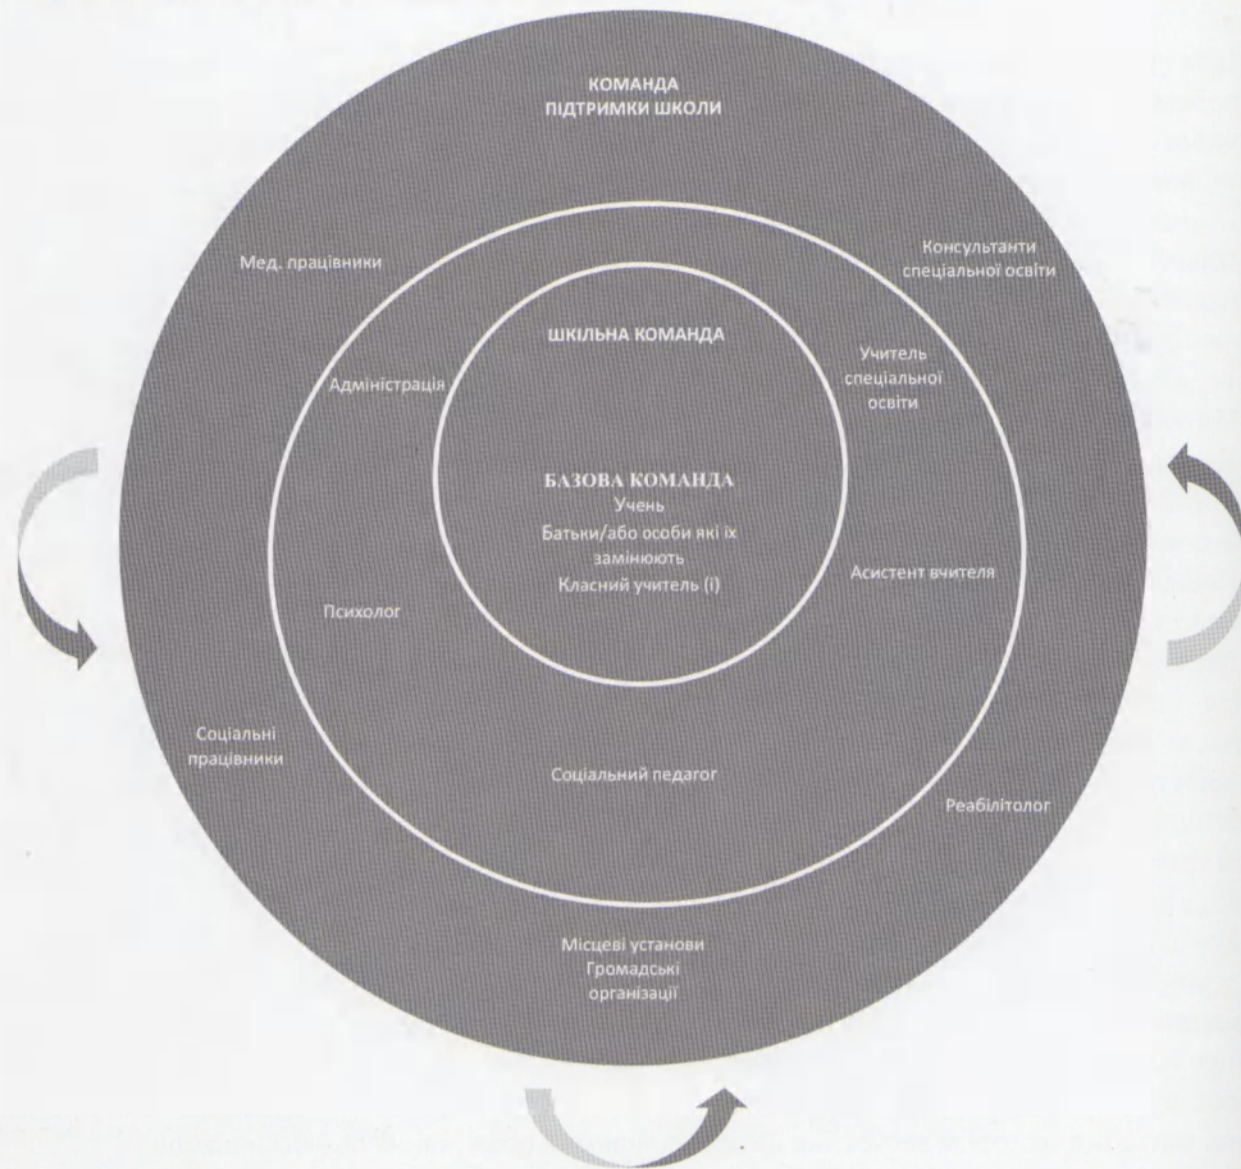 КОМАНДА
ПІДТРИМКИ ШКОЛИ
Мед. працівники
Консультанти
спеціальної освіти
ШКІЛЬНА КОМАНДА
Адміністрація
Учитель
спеціальної
освіти
БАЗОВА КОМАНДА
Учень
Батьки/або особи які їх
замінюють
Класний учитель (і)
Асистент вчителя
Психолог
Соціальні
працівники
Соціальний педагог
Реабілітолог
Місцеві установи
Громадські
організації